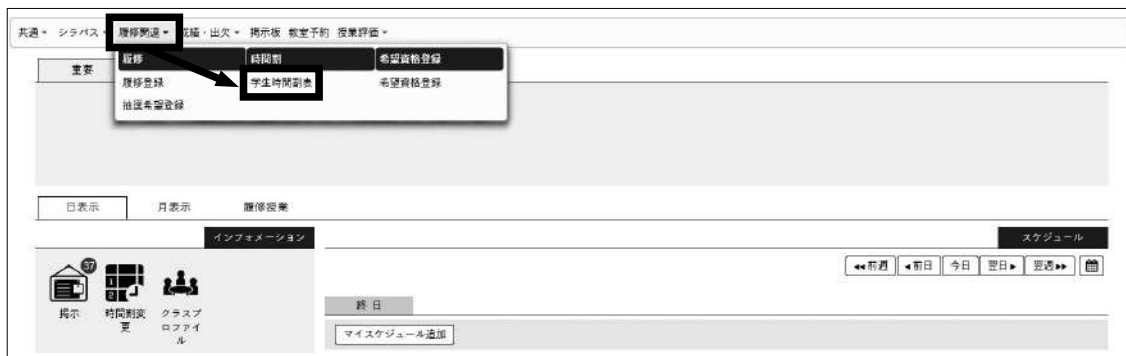 共通 シラバス 履修関連 成績・出欠 掲示板 教室予約 授業評価
履修 時間割 希望資格登録
重要
履修登録 学生時間割表 希望資格登録
抽選希望登録
日表示 月表示 履修授業
インフォメーション スケジュール
◂◂前週 ◂前日 今日 翌日▸ 翌週▸▸
37
1
2
掲示 時間割変更 クラスプロファイル
終日
マイスケジュール追加